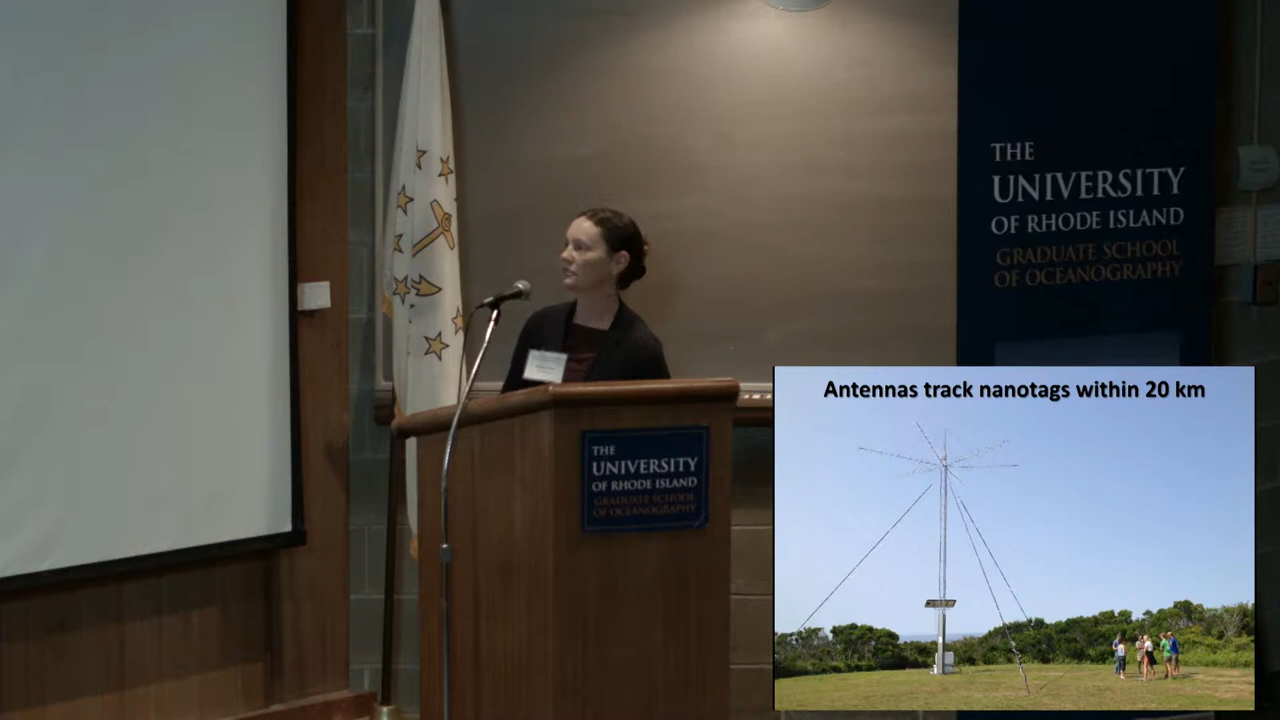 THE
UNIVERSITY
OF RHODE ISLAND
GRADUATE SCHOOL
OF OCEANOGRAPHY
THE
UNIVERSITY
OF RHODE ISLAND
GRADUATE SCHOOL
OF OCEANOGRAPHY
Antennas track nanotags within 20 km